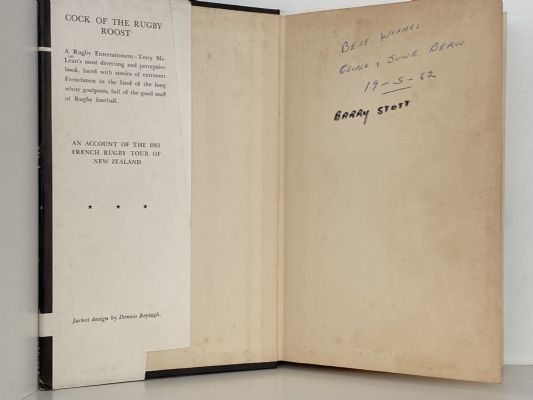 COCK OF THE RUGBY
ROOST
A Rugby Entertainment—Terry Mc-
Lean's most diverting and perceptive
book, laced with stories of extrovert
Frenchmen in the land of the long
white goalposts, full of the good stuff
of Rugby football.
AN ACCOUNT OF THE 1961
FRENCH RUGBY TOUR OF
NEW ZEALAND
★ ★ ★
Jacket design by Dennis Beytagh.
BEST WISHES
GEORGE & JUNE
19-5-62
BARRY STOTT